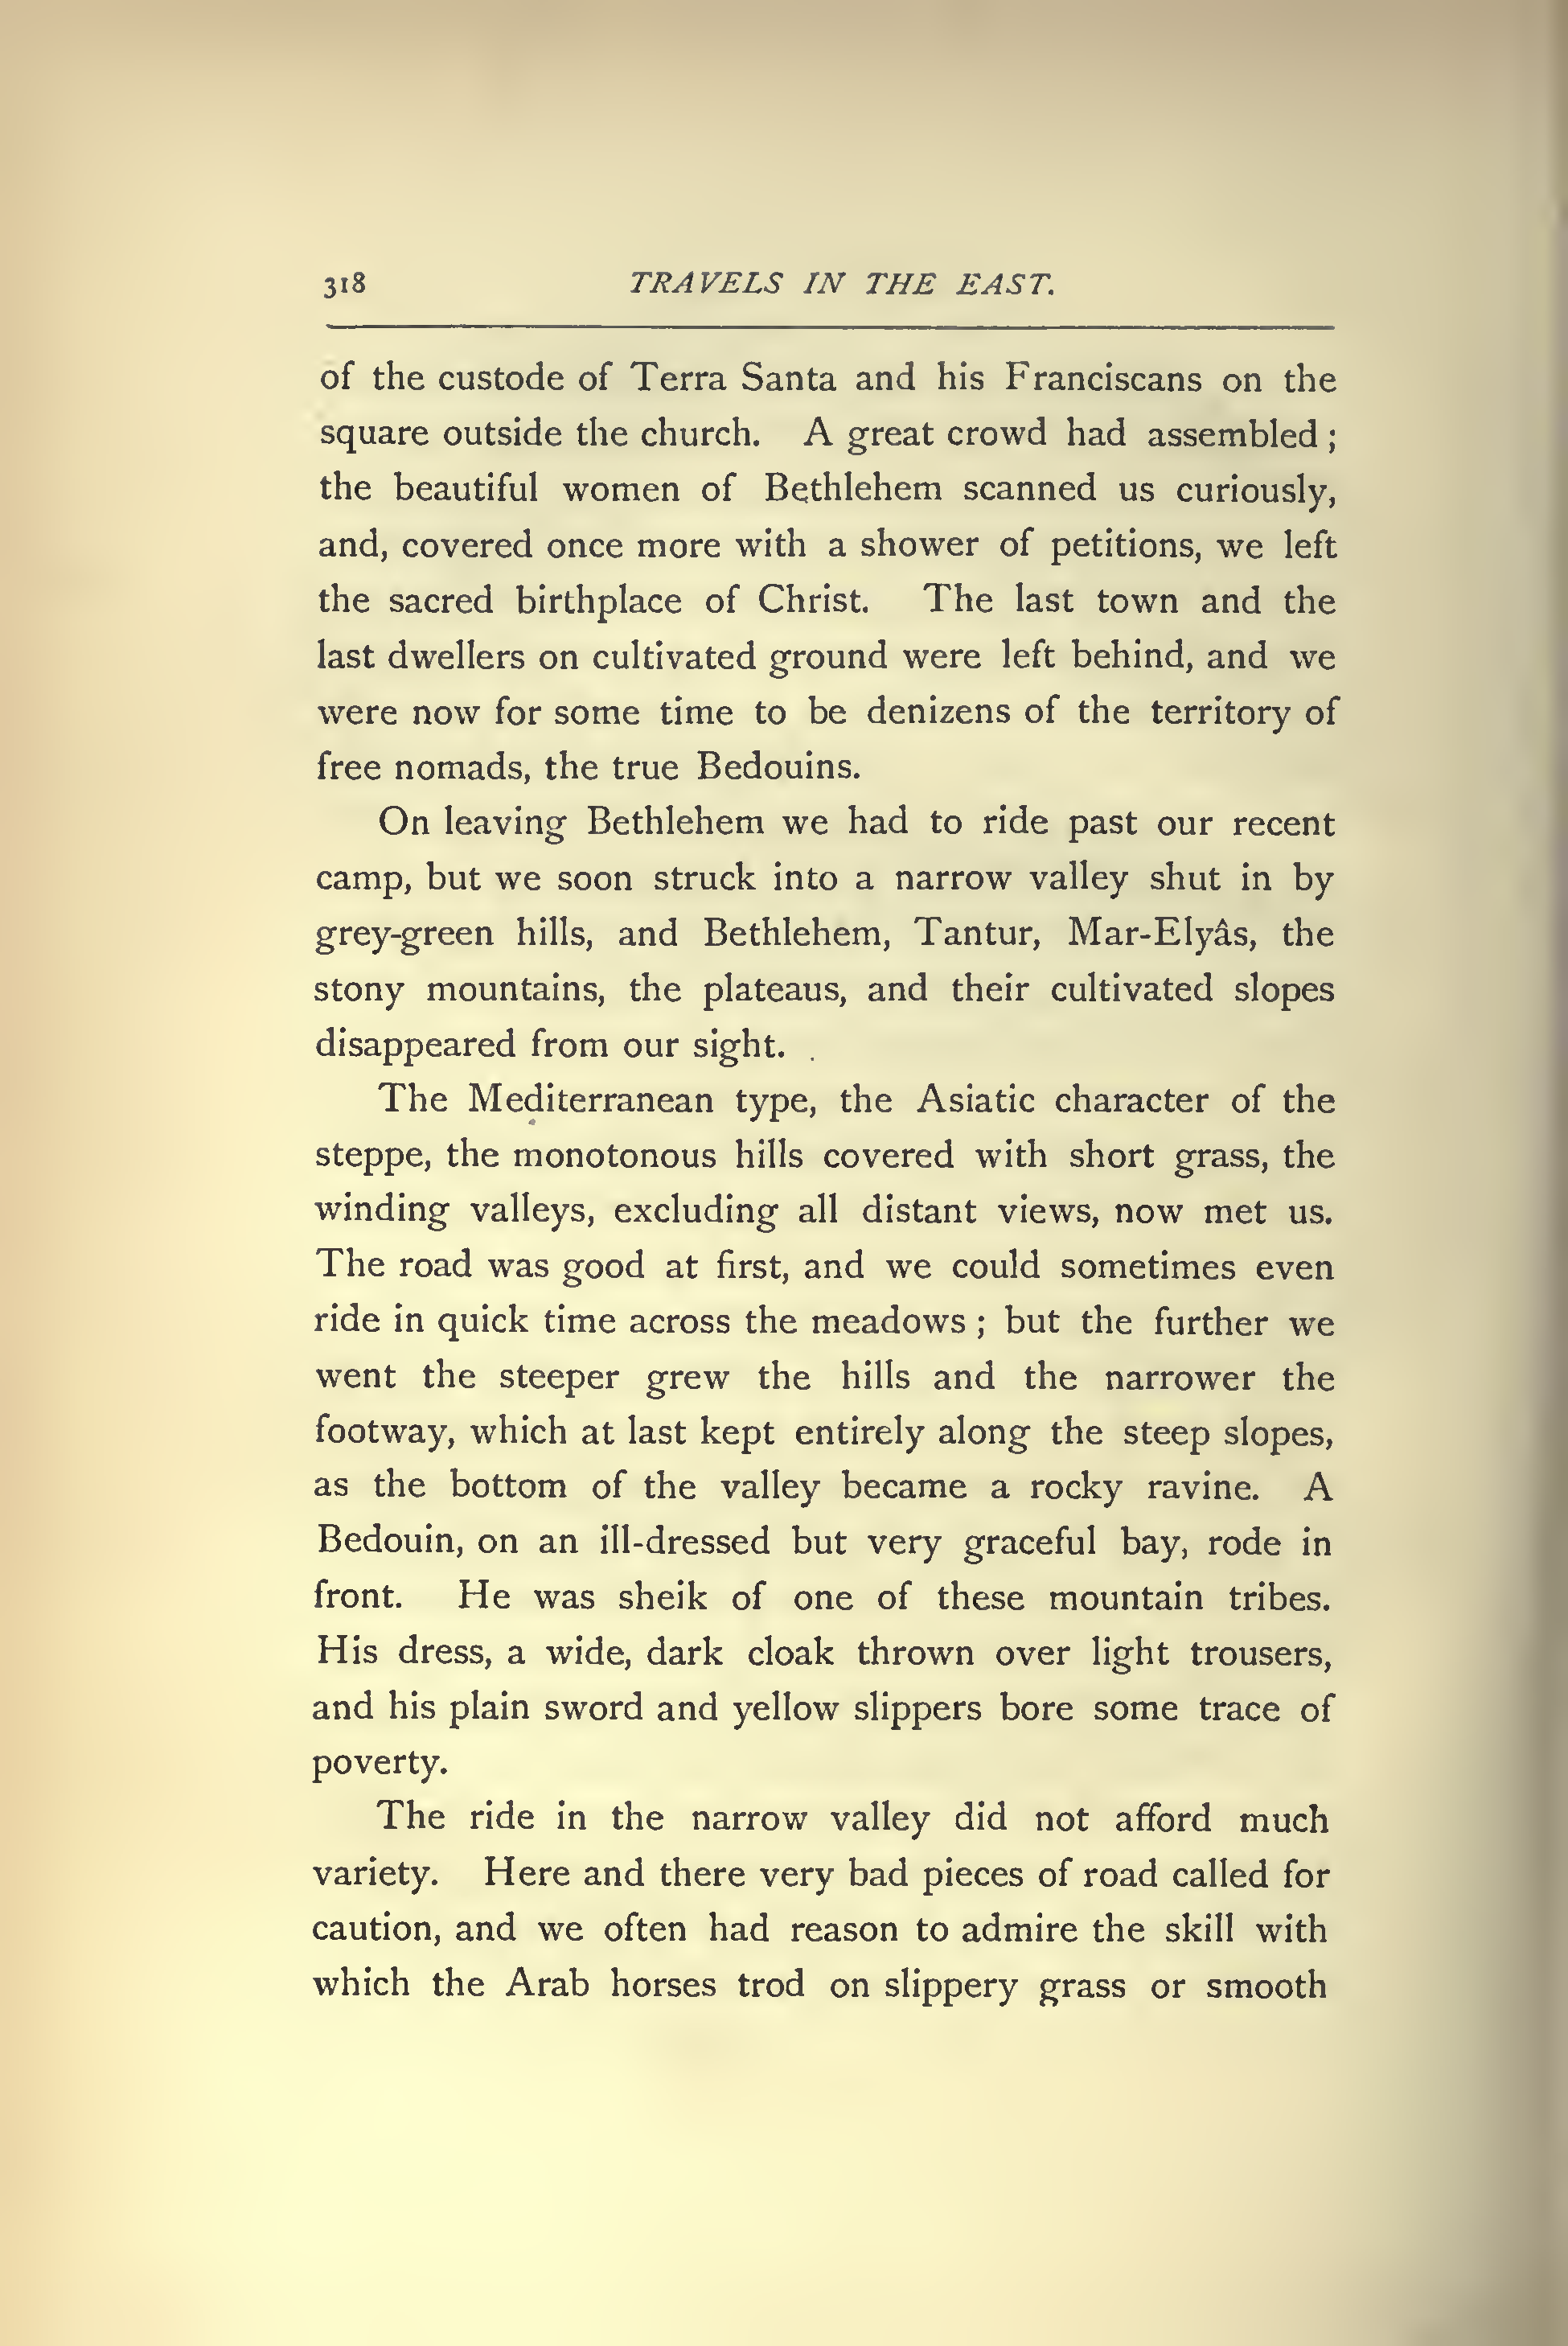 318 TRAVELS IN THE EAST.
of the custode of Terra Santa and his Franciscans on the
square outside the church. A great crowd had assembled ;
the beautiful women of Bethlehem scanned us curiously,
and, covered once more with a shower of petitions, we left
the sacred birthplace of Christ. The last town and the
last dwellers on cultivated ground were left behind, and we
were now for some time to be denizens of the territory of
free nomads, the true Bedouins.
On leaving Bethlehem we had to ride past our recent
camp, but we soon struck into a narrow valley shut in by
grey-green hills, and Bethlehem, Tantur, Mar-Elyâs, the
stony mountains, the plateaus, and their cultivated slopes
disappeared from our sight.
The Mediterranean type, the Asiatic character of the
steppe, the monotonous hills covered with short grass, the
winding valleys, excluding all distant views, now met us.
The road was good at first, and we could sometimes even
ride in quick time across the meadows ; but the further we
went the steeper grew the hills and the narrower the
footway, which at last kept entirely along the steep slopes,
as the bottom of the valley became a rocky ravine. A
Bedouin, on an ill-dressed but very graceful bay, rode in
front. He was sheik of one of these mountain tribes.
His dress, a wide, dark cloak thrown over light trousers,
and his plain sword and yellow slippers bore some trace of
poverty.
The ride in the narrow valley did not afford much
variety. Here and there very bad pieces of road called for
caution, and we often had reason to admire the skill with
which the Arab horses trod on slippery grass or smooth